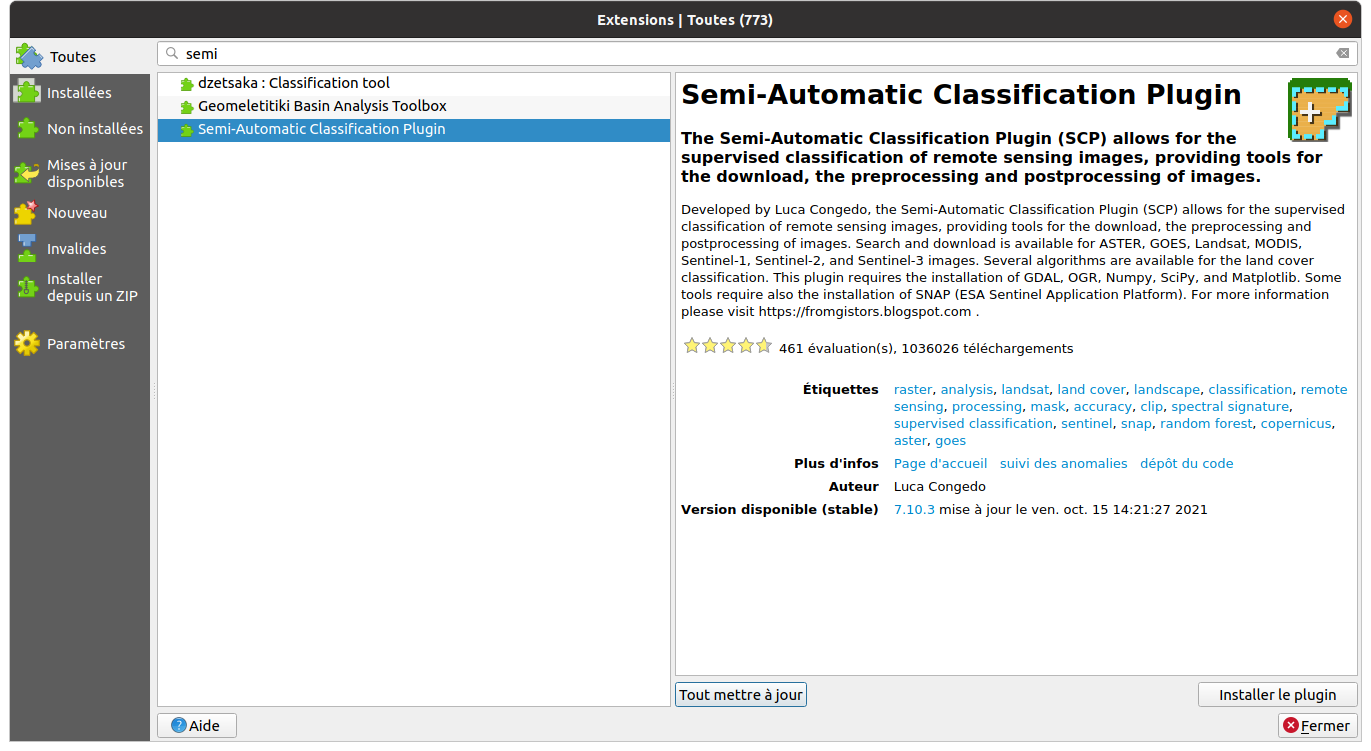 Extensions | Toutes (773)
Toutes
Installées
Non installées
Mises à jour
disponibles
Nouveau
Invalides
Installer
depuis un ZIP
Paramètres
semi
dzetsaka : Classification tool
Geomeletitiki Basin Analysis Toolbox
Semi-Automatic Classification Plugin
Semi-Automatic Classification Plugin
The Semi-Automatic Classification Plugin (SCP) allows for the
supervised classification of remote sensing images, providing tools for
the download, the preprocessing and postprocessing of images.
Developed by Luca Congedo, the Semi-Automatic Classification Plugin (SCP) allows for the supervised
classification of remote sensing images, providing tools for the download, the preprocessing and
postprocessing of images. Search and download is available for ASTER, GOES, Landsat, MODIS,
Sentinel-1, Sentinel-2, and Sentinel-3 images. Several algorithms are available for the land cover
classification. This plugin requires the installation of GDAL, OGR, Numpy, SciPy, and Matplotlib. Some
tools require also the installation of SNAP (ESA Sentinel Application Platform). For more information
please visit https://fromgistors.blogspot.com .
461 évaluation(s), 1036026 téléchargements
Étiquettes raster, analysis, landsat, land cover, landscape, classification, remote
sensing, processing, mask, accuracy, clip, spectral signature,
supervised classification, sentinel, snap, random forest, copernicus,
aster, goes
Plus d'infos Page d'accueil suivi des anomalies dépôt du code
Auteur Luca Congedo
Version disponible (stable) 7.10.3 mise à jour le ven. oct. 15 14:21:27 2021
Tout mettre à jour
Installer le plugin
Aide
Fermer